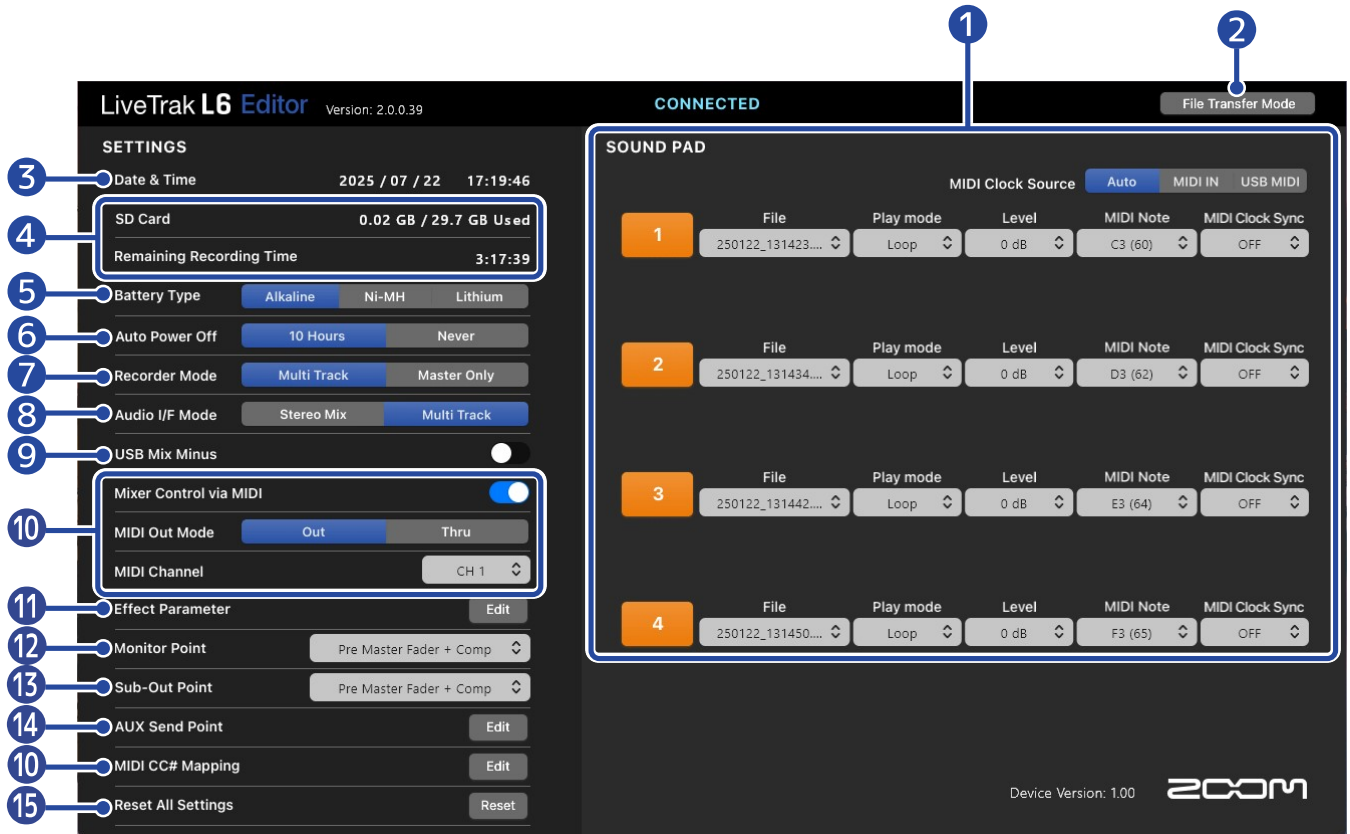 1
2
LiveTrak L6 Editor Version: 2.0.0.39 CONNECTED File Transfer Mode
SETTINGS
3 Date & Time 2025 / 07 / 22 17:19:46
4
SD Card 0.02 GB / 29.7 GB Used
Remaining Recording Time 3:17:39
5 Battery Type Alkaline Ni-MH Lithium
6 Auto Power Off 10 Hours Never
7 Recorder Mode Multi Track Master Only
8 Audio I/F Mode Stereo Mix Multi Track
9 USB Mix Minus
10
Mixer Control via MIDI
MIDI Out Mode Out Thru
MIDI Channel CH 1
11 Effect Parameter Edit
12 Monitor Point Pre Master Fader + Comp
13 Sub-Out Point Pre Master Fader + Comp
14 AUX Send Point Edit
10 MIDI CC# Mapping Edit
15 Reset All Settings Reset
SOUND PAD
MIDI Clock Source Auto MIDI IN USB MIDI
File Play mode Level MIDI Note MIDI Clock Sync
1 250122_131423.... Loop 0 dB C3 (60) OFF
File Play mode Level MIDI Note MIDI Clock Sync
2 250122_131434.... Loop 0 dB D3 (62) OFF
File Play mode Level MIDI Note MIDI Clock Sync
3 250122_131442.... Loop 0 dB E3 (64) OFF
File Play mode Level MIDI Note MIDI Clock Sync
4 250122_131450.... Loop 0 dB F3 (65) OFF
Device Version: 1.00 ZOOM